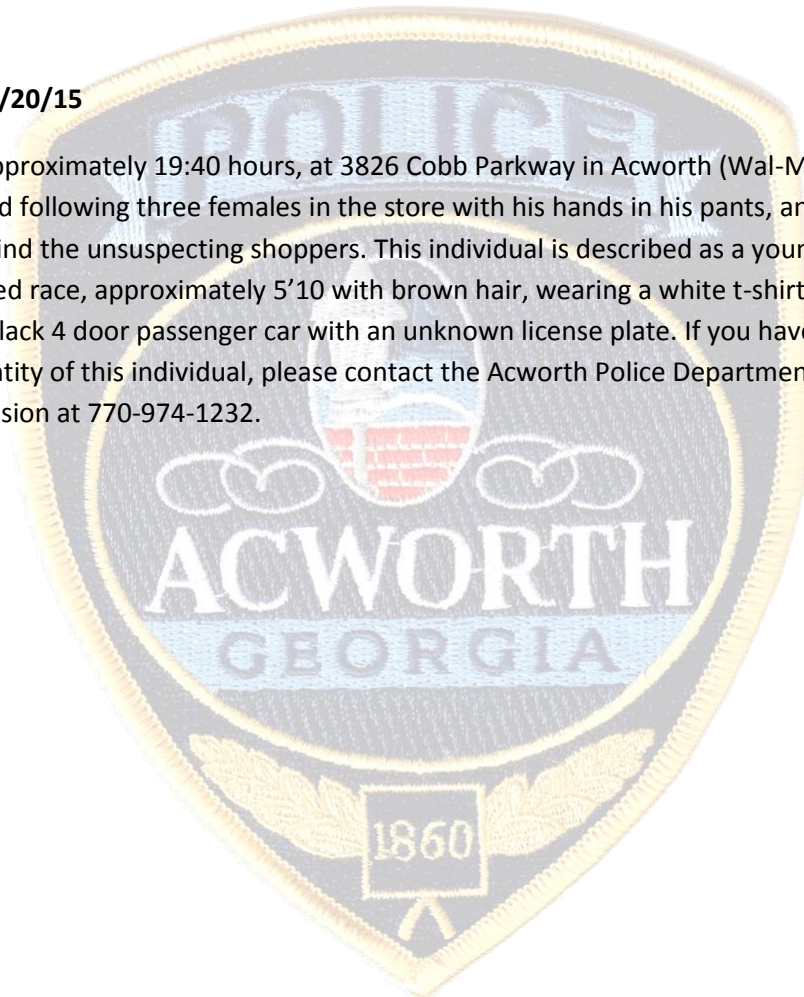 /20/15
pproximately 19:40 hours, at 3826 Cobb Parkway in Acworth (Wal-M
d following three females in the store with his hands in his pants, an
ind the unsuspecting shoppers. This individual is described as a your
ed race, approximately 5’10 with brown hair, wearing a white t-shirt
lack 4 door passenger car with an unknown license plate. If you have
ntity of this individual, please contact the Acworth Police Departmen
sion at 770-974-1232.
POLICE
ACWORTH
GEORGIA
1860